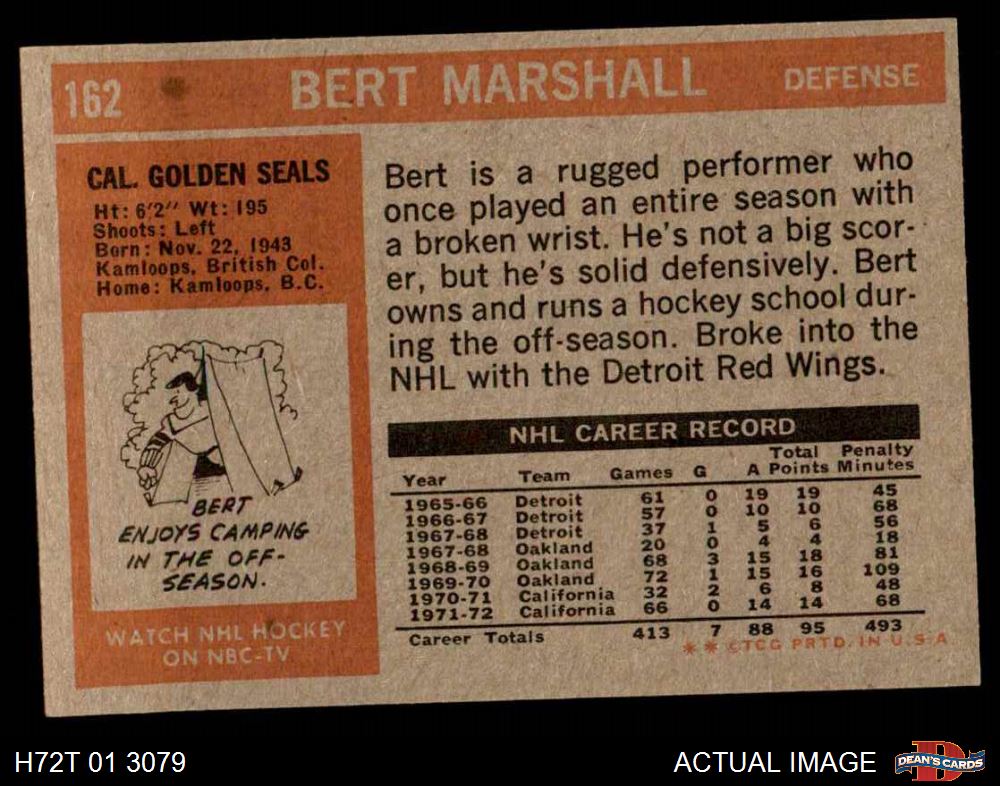 162 BERT MARSHALL DEFENSE
CAL. GOLDEN SEALS
Ht: 6'2" Wt: 195
Shoots: Left
Born: Nov. 22, 1943
Kamloops, British Col.
Home: Kamloops, B.C.
BERT
ENJOYS CAMPING
IN THE OFF-
SEASON.
WATCH NHL HOCKEY
ON NBC-TV
Bert is a rugged performer who
once played an entire season with
a broken wrist. He's not a big scor-
er, but he's solid defensively. Bert
owns and runs a hockey school dur-
ing the off-season. Broke into the
NHL with the Detroit Red Wings.
NHL CAREER RECORD
Year Team Games G A Total Points Penalty Minutes
1965-66 Detroit 61 0 19 19 45
1966-67 Detroit 57 0 10 10 68
1967-68 Detroit 37 1 5 6 56
1967-68 Oakland 20 0 4 4 18
1968-69 Oakland 68 3 15 18 81
1969-70 Oakland 72 1 15 16 109
1970-71 California 32 2 6 8 48
1971-72 California 66 0 14 14 68
Career Totals 413 7 88 95 493
** ©TCG PRTD. IN U.S.A
H72T 01 3079
ACTUAL IMAGE
D
DEAN'S CARDS